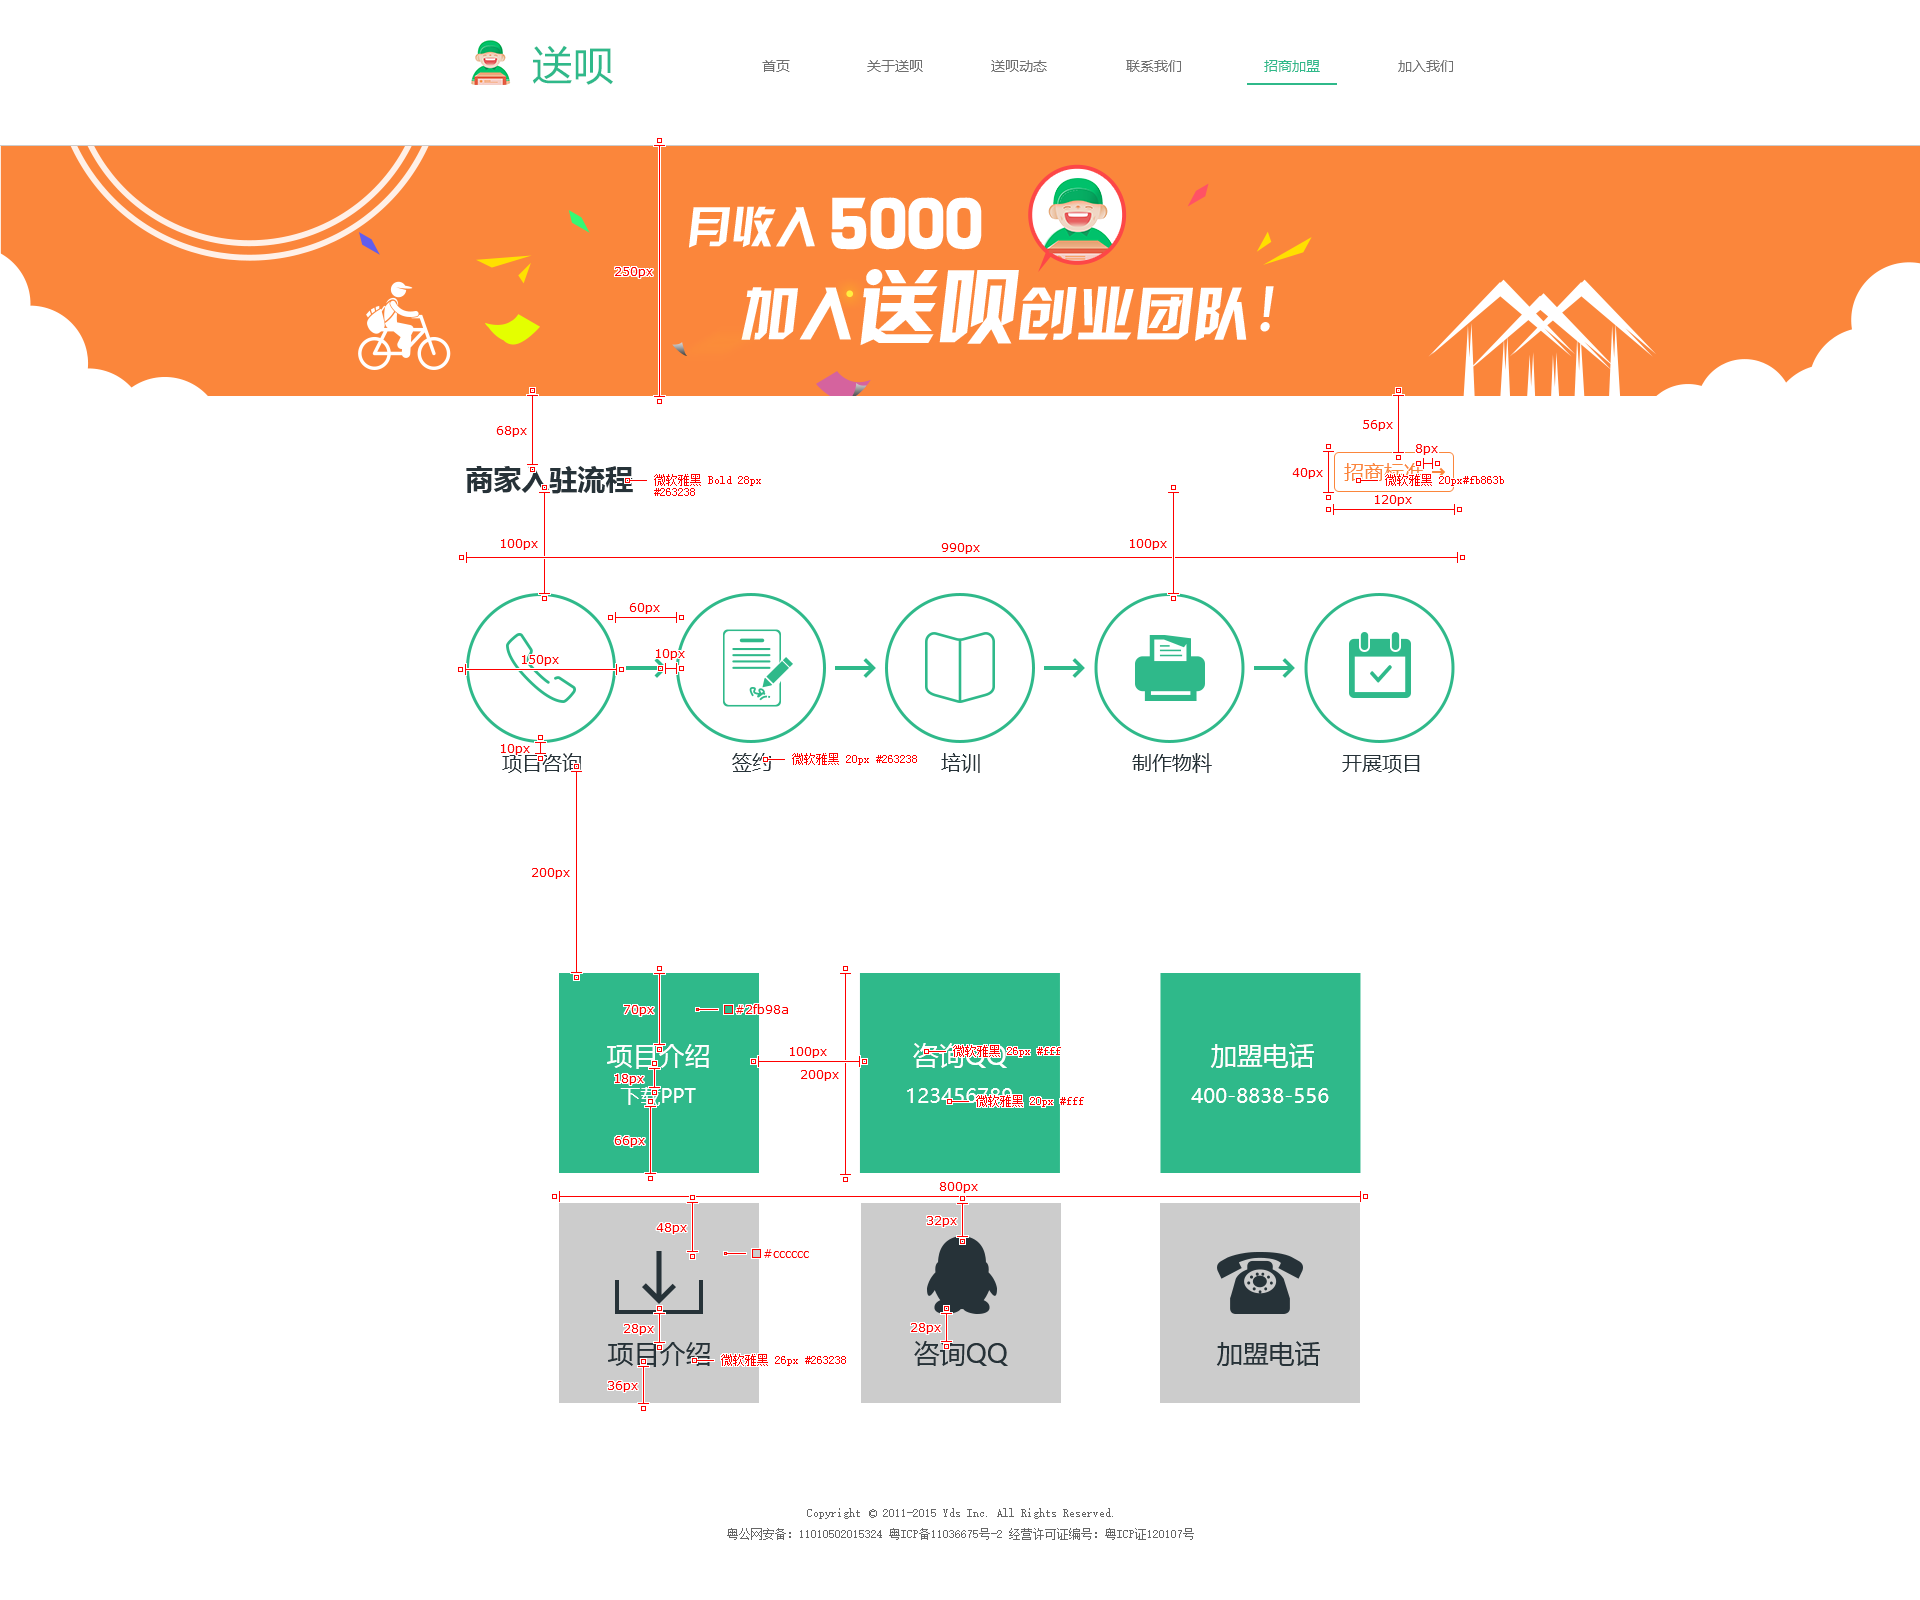 送呗
首页 关于送呗 送呗动态 联系我们 招商加盟 加入我们
月收入5000
250px
加入送呗创业团队!
68px
56px
8px
商家入驻流程
微软雅黑 Bold 28px
#263238
40px
招商标准
微软雅黑 20px#fb863b
120px
100px
990px
100px
60px
150px
10px
10px
项目咨询
签约
微软雅黑 20px #263238
培训
制作物料
开展项目
200px
70px
#2fb98a
项目介绍
100px
咨询QQ
微软雅黑 26px #fff
加盟电话
18px
200px
下载PPT
123456789
微软雅黑 20px #fff
400-8838-556
66px
800px
48px
32px
#cccccc
28px
28px
项目介绍
微软雅黑 26px #263238
咨询QQ
加盟电话
36px
Copyright © 2011-2015 Yds Inc. All Rights Reserved.
粤公网安备: 11010502015324 粤ICP备11036675号-2 经营许可证编号: 粤ICP证120107号